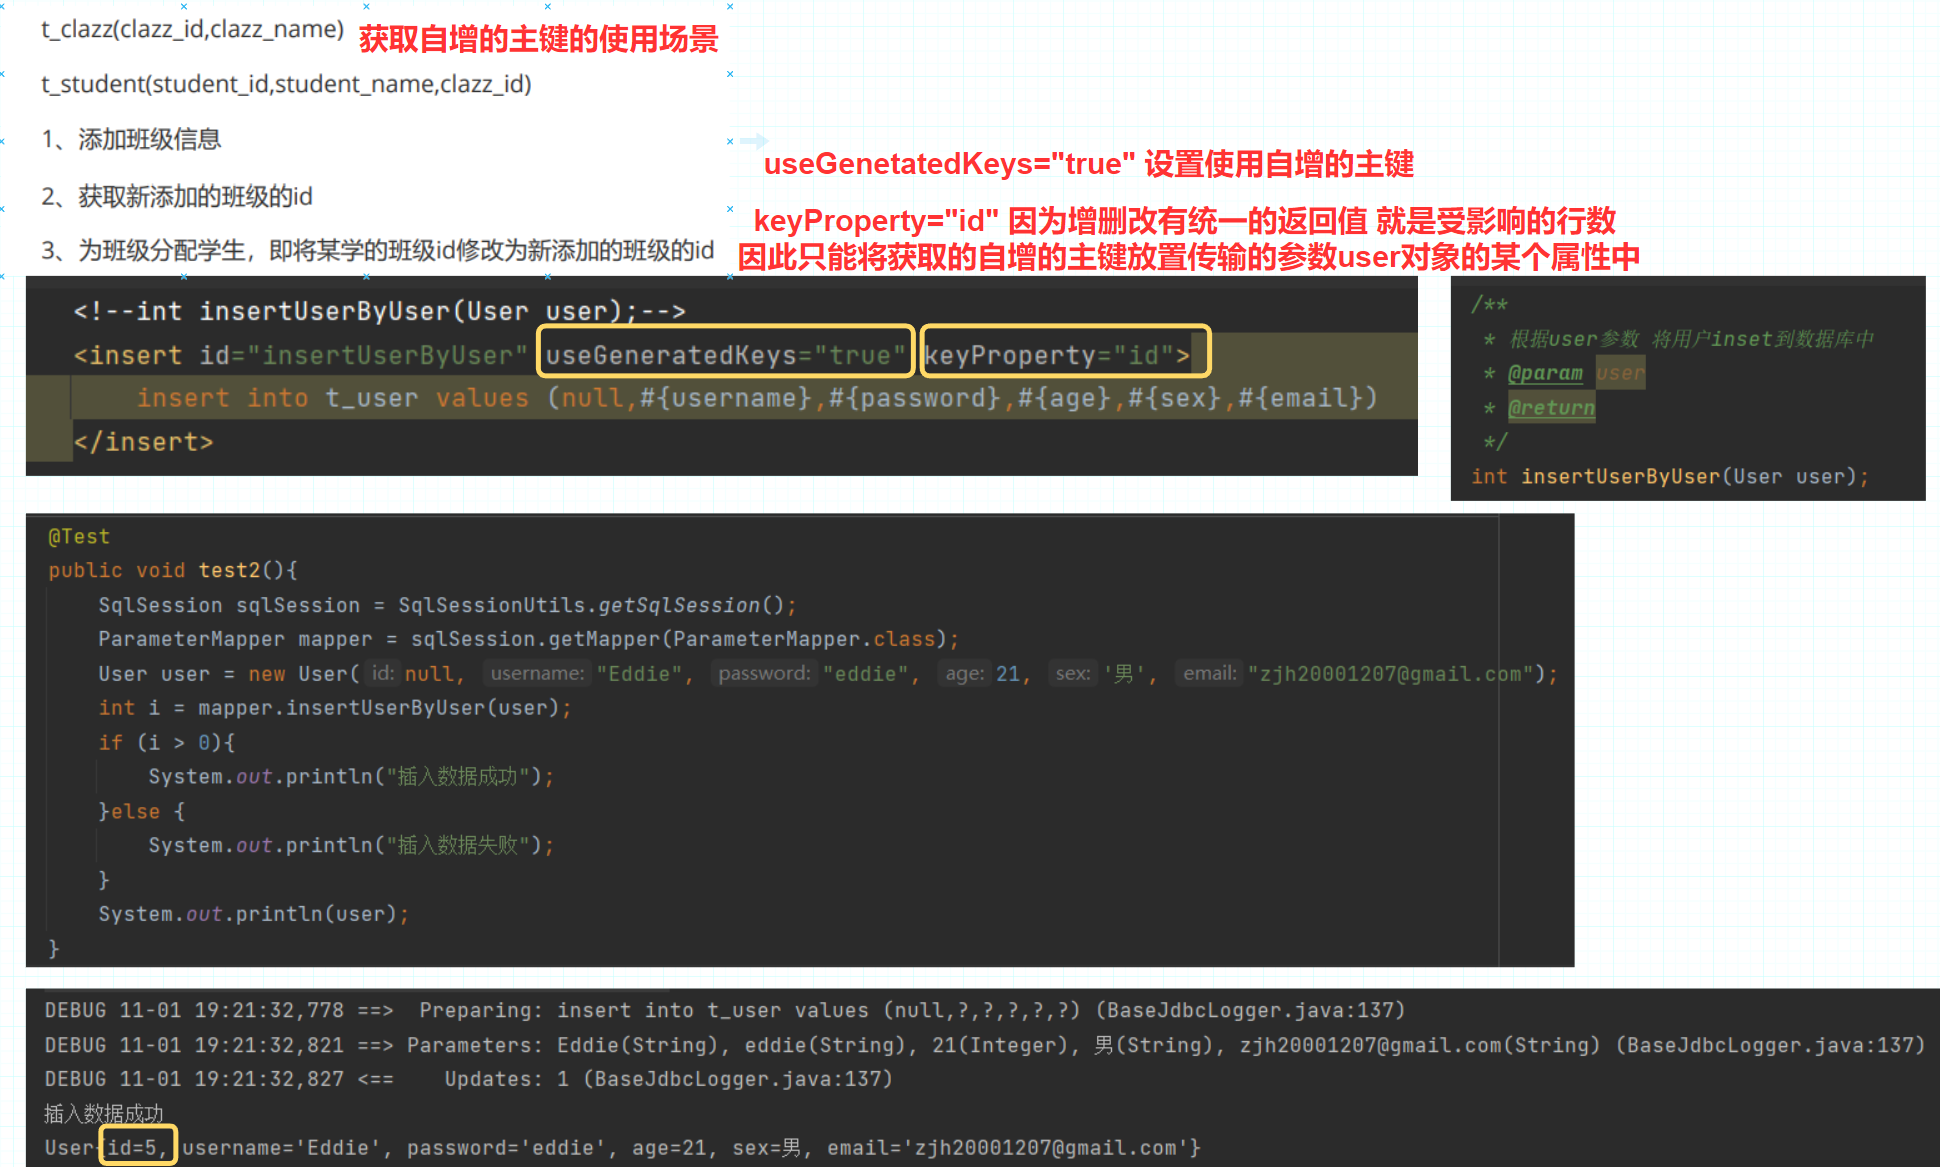 t_clazz(clazz_id,clazz_name) 获取自增的主键的使用场景
t_student(student_id,student_name,clazz_id)
1、添加班级信息
2、获取新添加的班级的id
3、为班级分配学生，即将某学的班级id修改为新添加的班级的id
useGenetatedKeys="true" 设置使用自增的主键
keyProperty="id" 因为增删改有统一的返回值 就是受影响的行数
因此只能将获取的自增的主键放置传输的参数user对象的某个属性中
<!--int insertUserByUser(User user);-->
<insert id="insertUserByUser" useGeneratedKeys="true" keyProperty="id">
insert into t_user values (null,#{username},#{password},#{age},#{sex},#{email})
</insert>
/**
* 根据user参数 将用户inset到数据库中
* @param user
* @return
*/
int insertUserByUser(User user);
@Test
public void test2(){
SqlSession sqlSession = SqlSessionUtils.getSqlSession();
ParameterMapper mapper = sqlSession.getMapper(ParameterMapper.class);
User user = new User( id: null, username: "Eddie", password: "eddie", age: 21, sex: '男', email: "zjh20001207@gmail.com");
int i = mapper.insertUserByUser(user);
if (i > 0){
System.out.println("插入数据成功");
}else {
System.out.println("插入数据失败");
}
System.out.println(user);
}
DEBUG 11-01 19:21:32,778 ==>  Preparing: insert into t_user values (null,?,?,?,?,?) (BaseJdbcLogger.java:137)
DEBUG 11-01 19:21:32,821 ==> Parameters: Eddie(String), eddie(String), 21(Integer), 男(String), zjh20001207@gmail.com(String) (BaseJdbcLogger.java:137)
DEBUG 11-01 19:21:32,827 <==    Updates: 1 (BaseJdbcLogger.java:137)
插入数据成功
User{id=5, username='Eddie', password='eddie', age=21, sex=男, email='zjh20001207@gmail.com'}